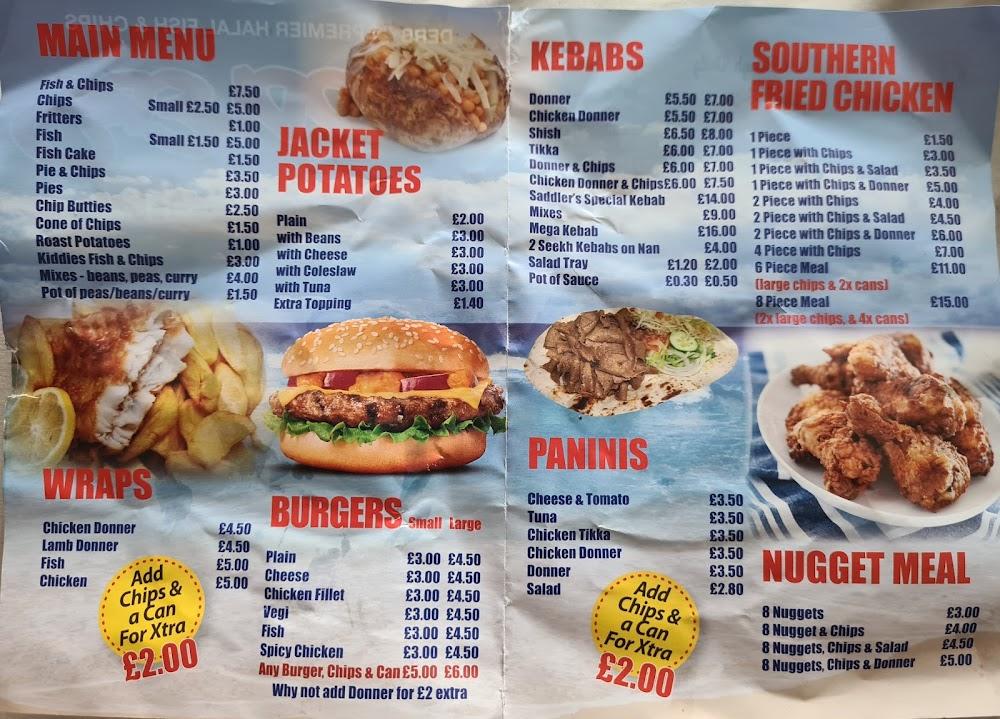 MAIN MENU
Fish & Chips £7.50
Chips Small £2.50 £5.00
Fritters £1.00
Fish Small £1.50 £5.00
Fish Cake £1.50
Pie & Chips £3.50
Pies £3.00
Chip Butties £2.50
Cone of Chips £1.50
Roast Potatoes £1.00
Kiddies Fish & Chips £3.00
Mixes - beans, peas, curry £4.00
Pot of peas/beans/curry £1.50
JACKET
POTATOES
Plain £2.00
with Beans £3.00
with Cheese £3.00
with Coleslaw £3.00
with Tuna £3.00
Extra Topping £1.40
WRAPS
Chicken Donner £4.50
Lamb Donner £4.50
Fish £5.00
Chicken £5.00
Add
Chips &
a Can
For Xtra
£2.00
BURGERS Small Large
Plain £3.00 £4.50
Cheese £3.00 £4.50
Chicken Fillet £3.00 £4.50
Vegi £3.00 £4.50
Fish £3.00 £4.50
Spicy Chicken £3.00 £4.50
Any Burger, Chips & Can £5.00 £6.00
Why not add Donner for £2 extra
KEBABS
Donner £5.50 £7.00
Chicken Donner £5.50 £7.00
Shish £6.50 £8.00
Tikka £6.00 £7.00
Donner & Chips £6.00 £7.00
Chicken Donner & Chips £6.00 £7.50
Saddler's Special Kebab £14.00
Mixes £9.00
Mega Kebab £16.00
2 Seekh Kebabs on Nan £4.00
Salad Tray £1.20 £2.00
Pot of Sauce £0.30 £0.50
PANINIS
Cheese & Tomato £3.50
Tuna £3.50
Chicken Tikka £3.50
Chicken Donner £3.50
Donner £3.50
Salad £2.80
Add
Chips &
a Can
For Xtra
£2.00
SOUTHERN
FRIED CHICKEN
1 Piece £1.50
1 Piece with Chips £3.00
1 Piece with Chips & Salad £3.50
1 Piece with Chips & Donner £5.00
2 Piece with Chips £4.00
2 Piece with Chips & Salad £4.50
2 Piece with Chips & Donner £6.00
4 Piece with Chips £7.00
6 Piece Meal £11.00
(large chips & 2x cans)
8 Piece Meal £15.00
(2x large chips, & 4x cans)
NUGGET MEAL
8 Nuggets £3.00
8 Nugget & Chips £4.00
8 Nuggets, Chips & Salad £4.50
8 Nuggets, Chips & Donner £5.00